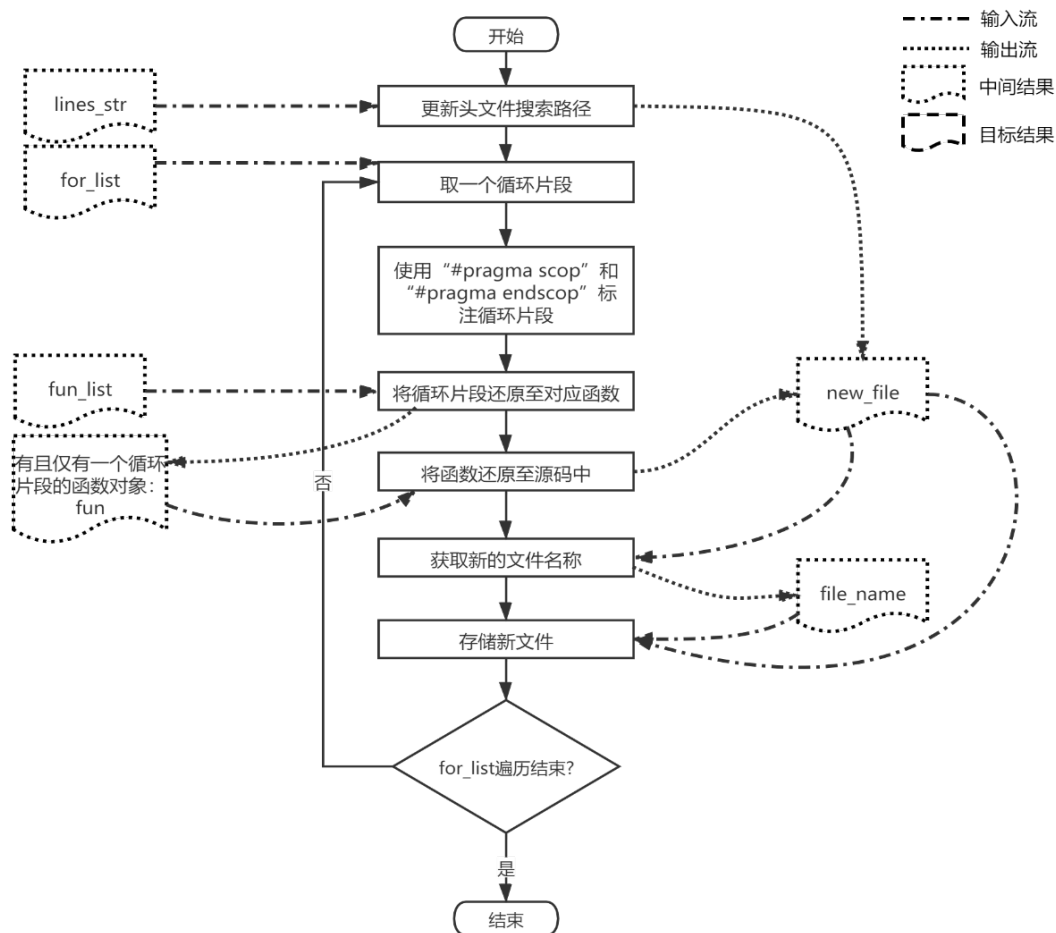 开始
输入流
输出流
中间结果
目标结果
lines_str
更新头文件搜索路径
for_list
取一个循环片段
使用“#pragma scop”和
“#pragma endscop”标
注循环片段
fun_list
将循环片段还原至对应函数
new_file
有且仅有一个循环
片段的函数对象：
fun
将函数还原至源码中
否
获取新的文件名称
file_name
存储新文件
for_list遍历结束?
是
结束